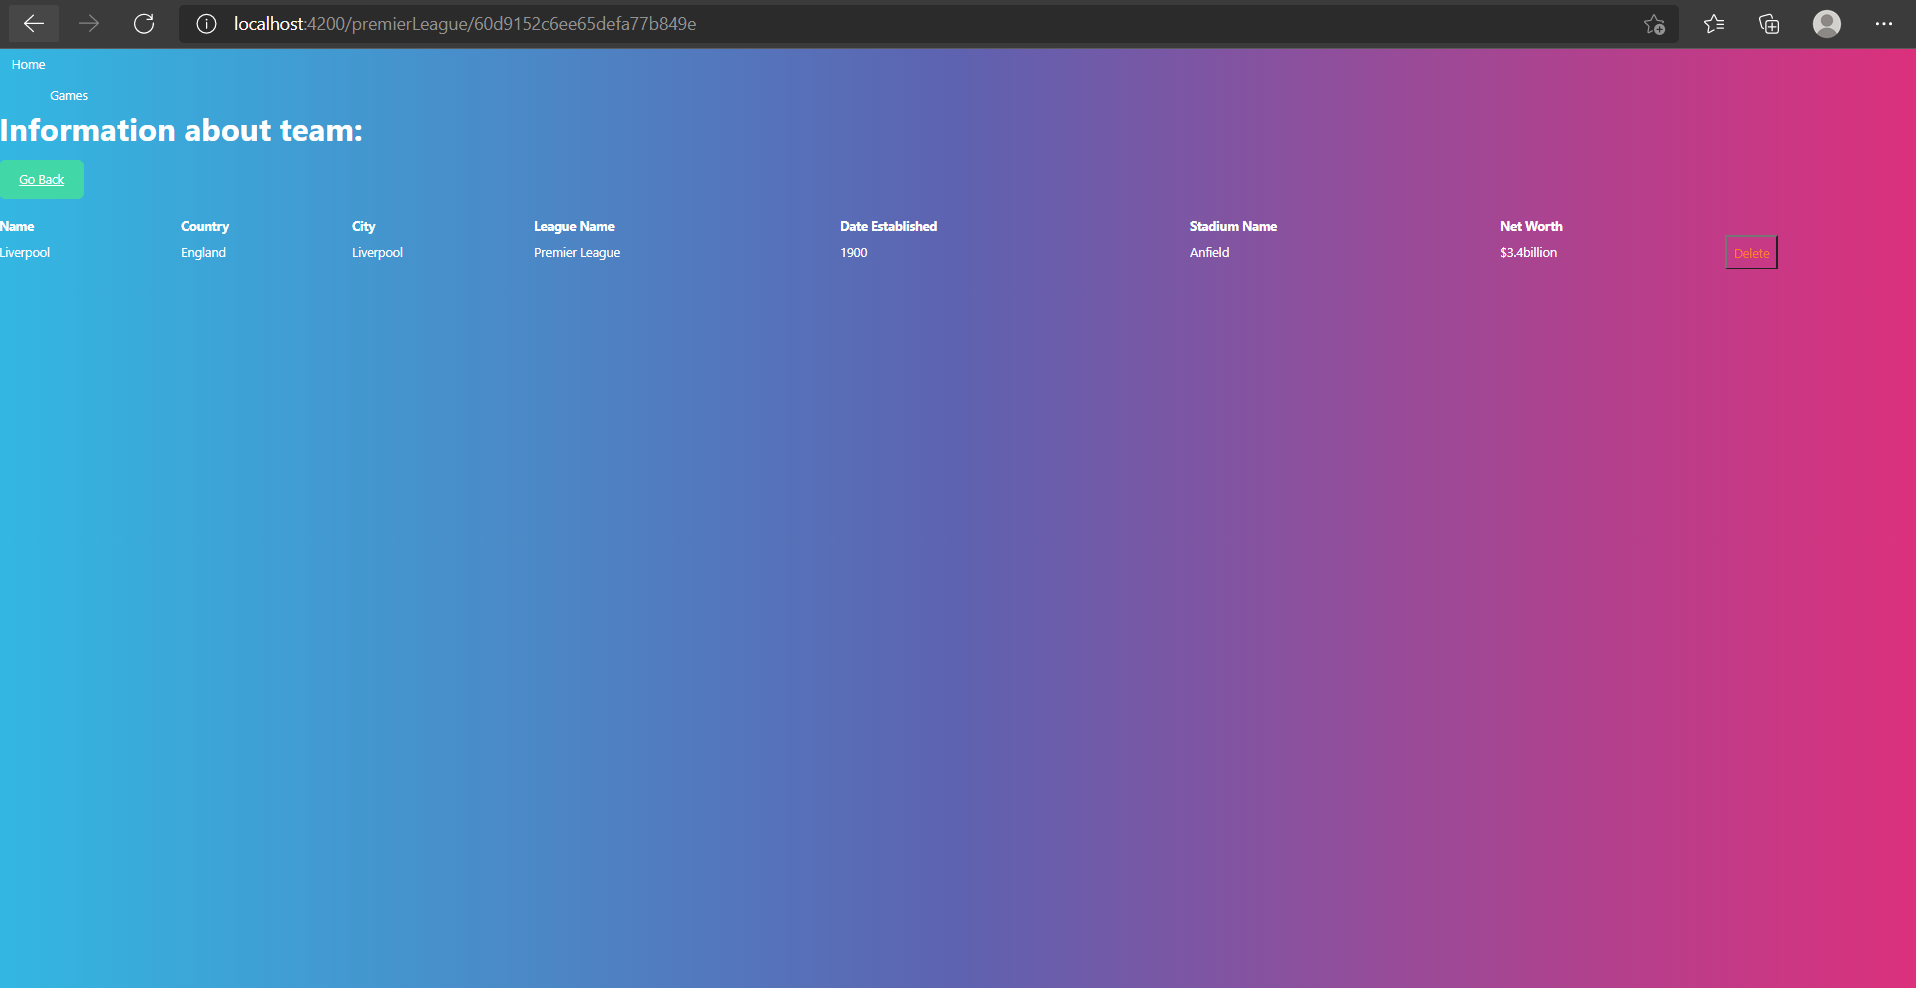 localhost:4200/premierLeague/60d9152c6ee65defa77b849e
Home
Games
Information about team:
Go Back
Name Country City League Name Date Established Stadium Name Net Worth
Liverpool England Liverpool Premier League 1900 Anfield $3.4billion Delete